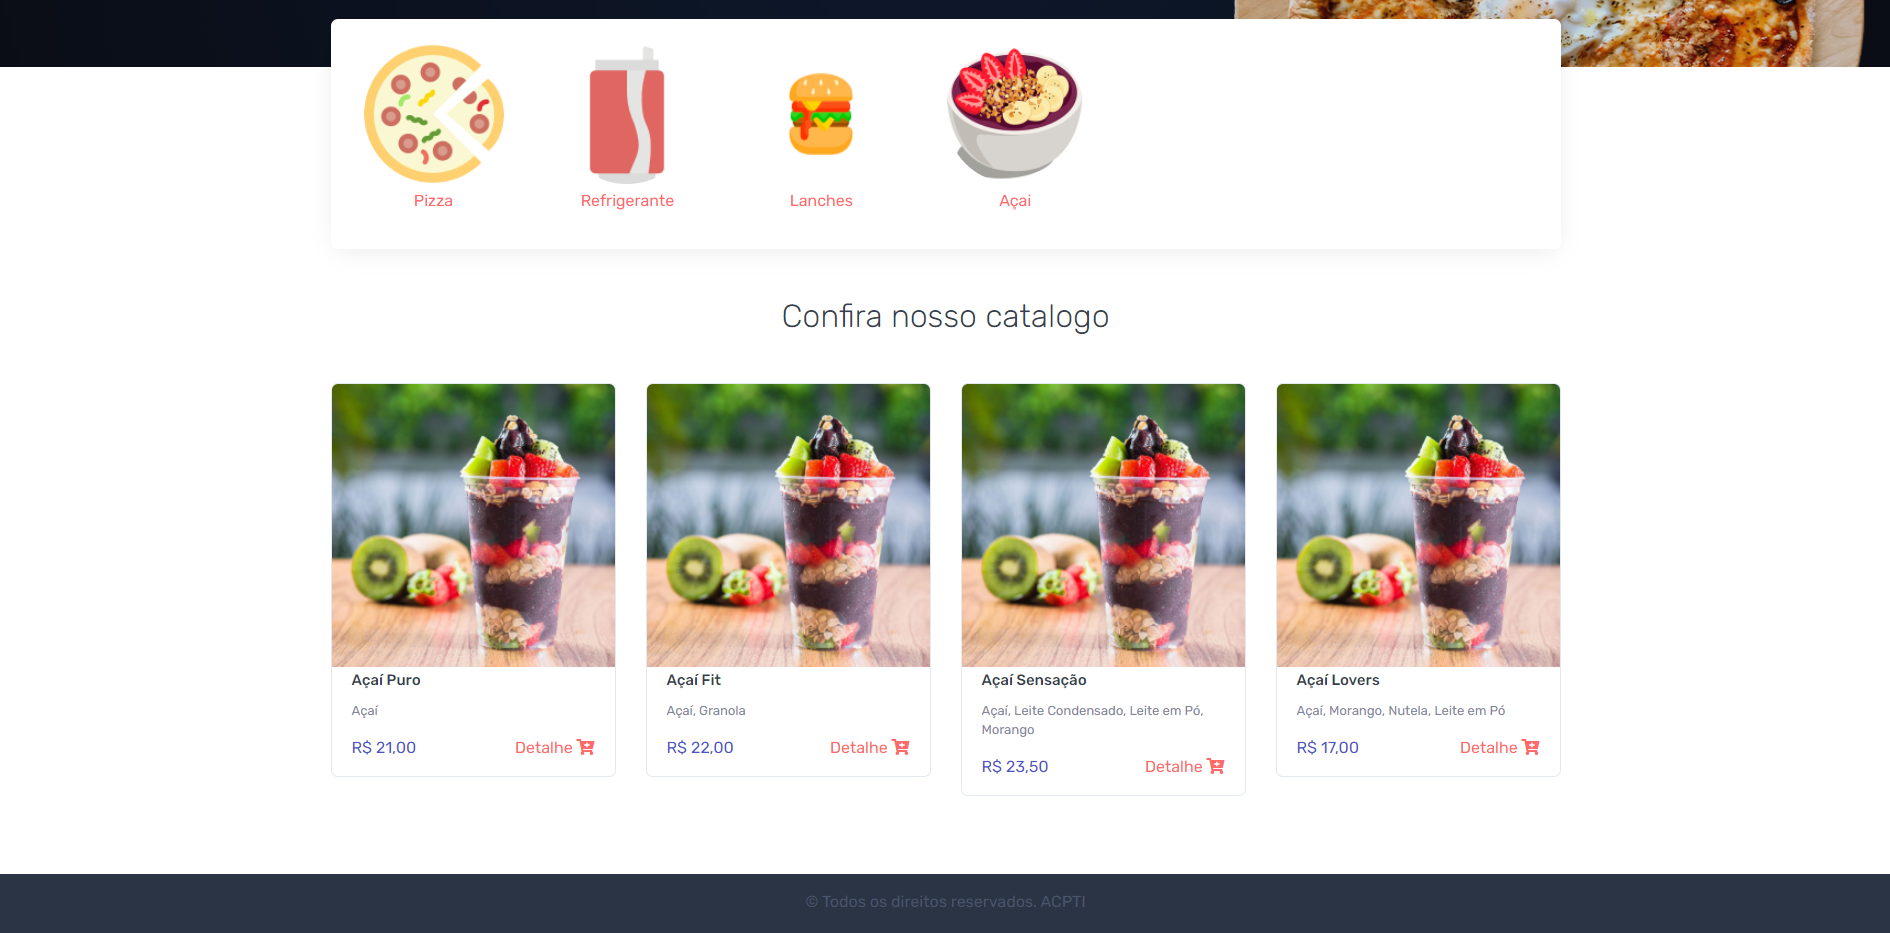 Pizza
Refrigerante
Lanches
Açai
Confira nosso catalogo
Açaí Puro
Açaí
R$ 21,00
Detalhe
Açaí Fit
Açaí, Granola
R$ 22,00
Detalhe
Açaí Sensação
Açaí, Leite Condensado, Leite em Pó,
Morango
R$ 23,50
Detalhe
Açaí Lovers
Açaí, Morango, Nutela, Leite em Pó
R$ 17,00
Detalhe
© Todos os direitos reservados. ACPTI